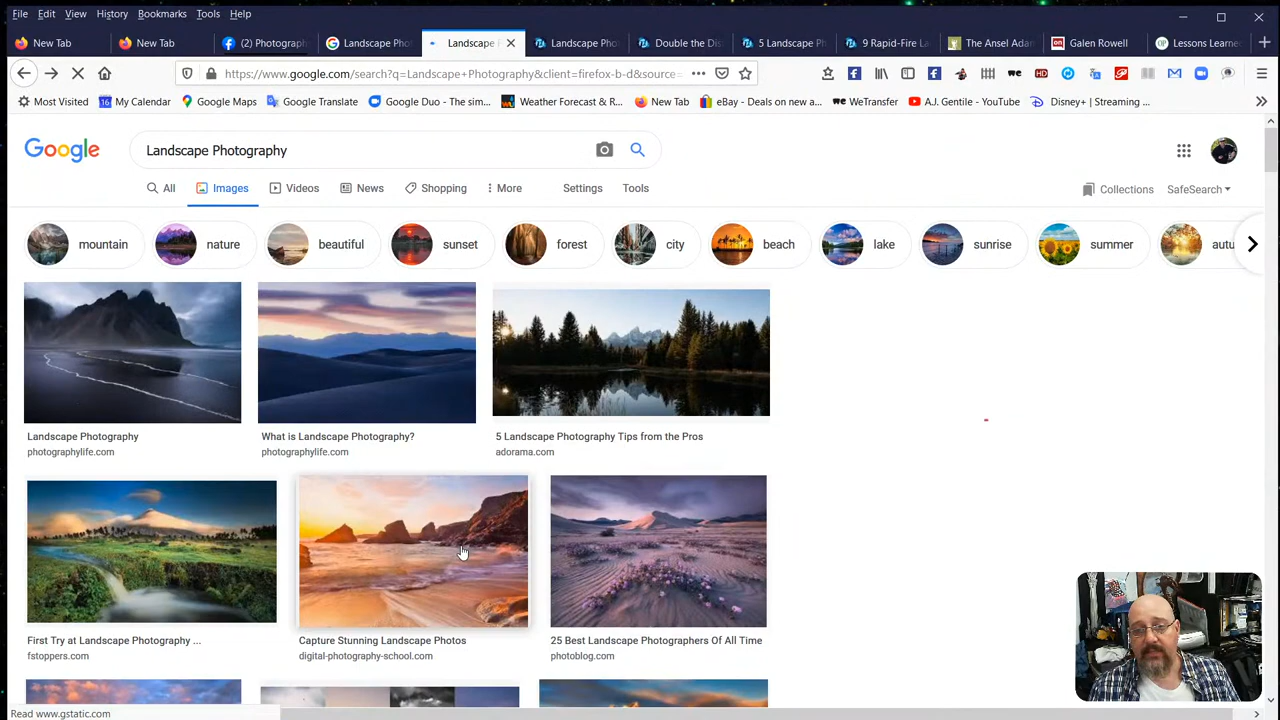 File Edit View History Bookmarks Tools Help
New Tab New Tab (2) Photograph Landscape Pho Landscape P Landscape Pho Double the Dis 5 Landscape Ph 9 Rapid-Fire La The Ansel Adam Galen Rowell Lessons Learne
https://www.google.com/search?q=Landscape+Photography&client=firefox-b-d&source=
Most Visited 16 My Calendar Google Maps Google Translate Google Duo - The sim... Weather Forecast & R... New Tab eBay - Deals on new a... WeTransfer A.J. Gentile - YouTube Disney+ | Streaming ...
Google Landscape Photography
All Images Videos News Shopping More Settings Tools Collections SafeSearch
mountain nature beautiful sunset forest city beach lake sunrise summer autu
Landscape Photography What is Landscape Photography? 5 Landscape Photography Tips from the Pros
photographylife.com photographylife.com adorama.com
First Try at Landscape Photography ... Capture Stunning Landscape Photos 25 Best Landscape Photographers Of All Time
fstoppers.com digital-photography-school.com photoblog.com
Read www.gstatic.com